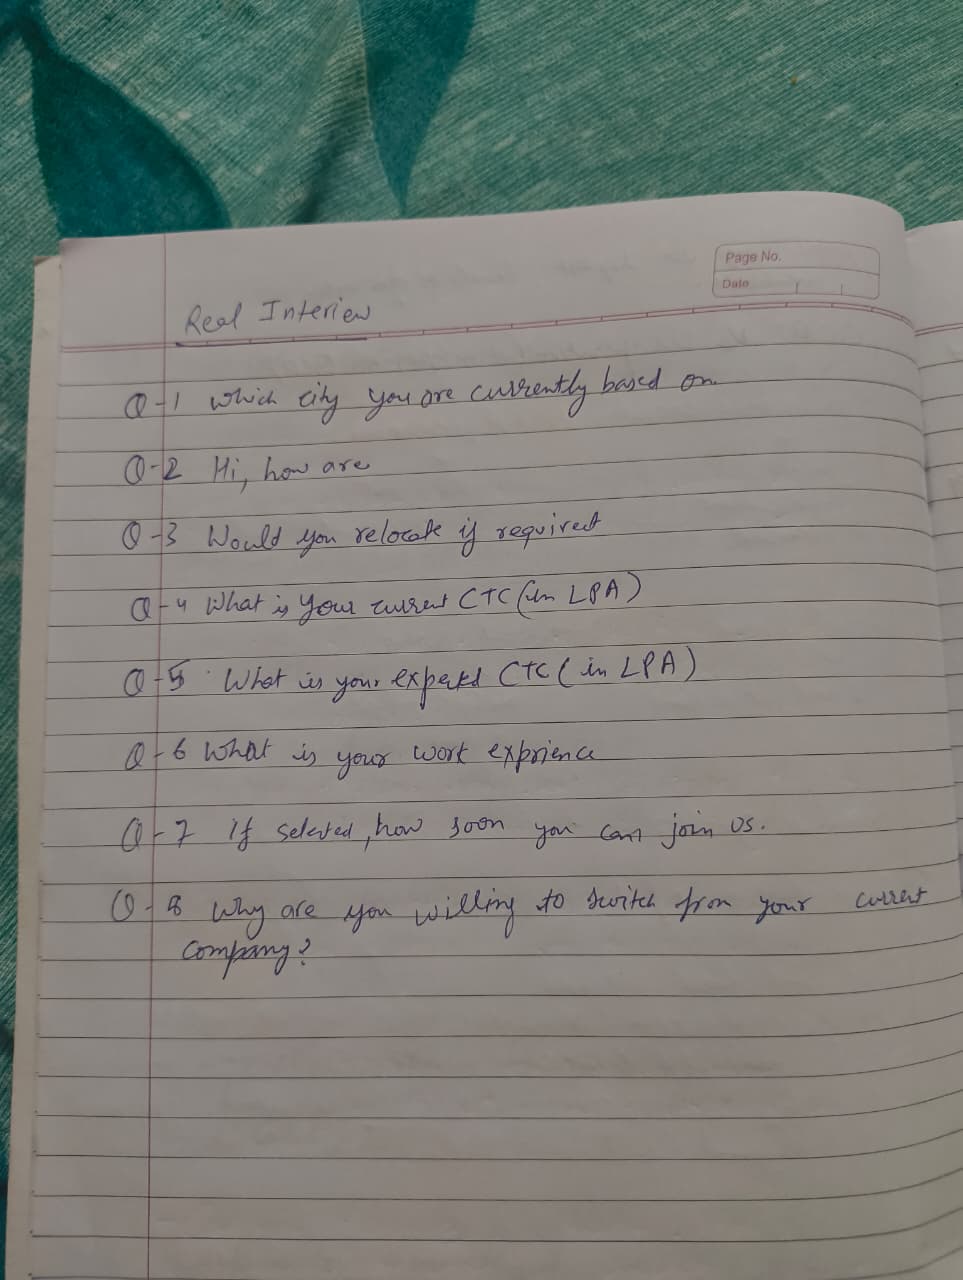 Page No.
Date
Real Interiew
Q-1 which city you are currently based on
Q-2 Hi, how are
Q-3 Would you relocate if required
Q-4 What is your current CTC (in LPA)
Q-5 What is your expected CTC (in LPA)
Q-6 What is your work exprience
Q-7 If selected, how soon you can join us.
Q-8 Why are you willing to switch from your current
company?